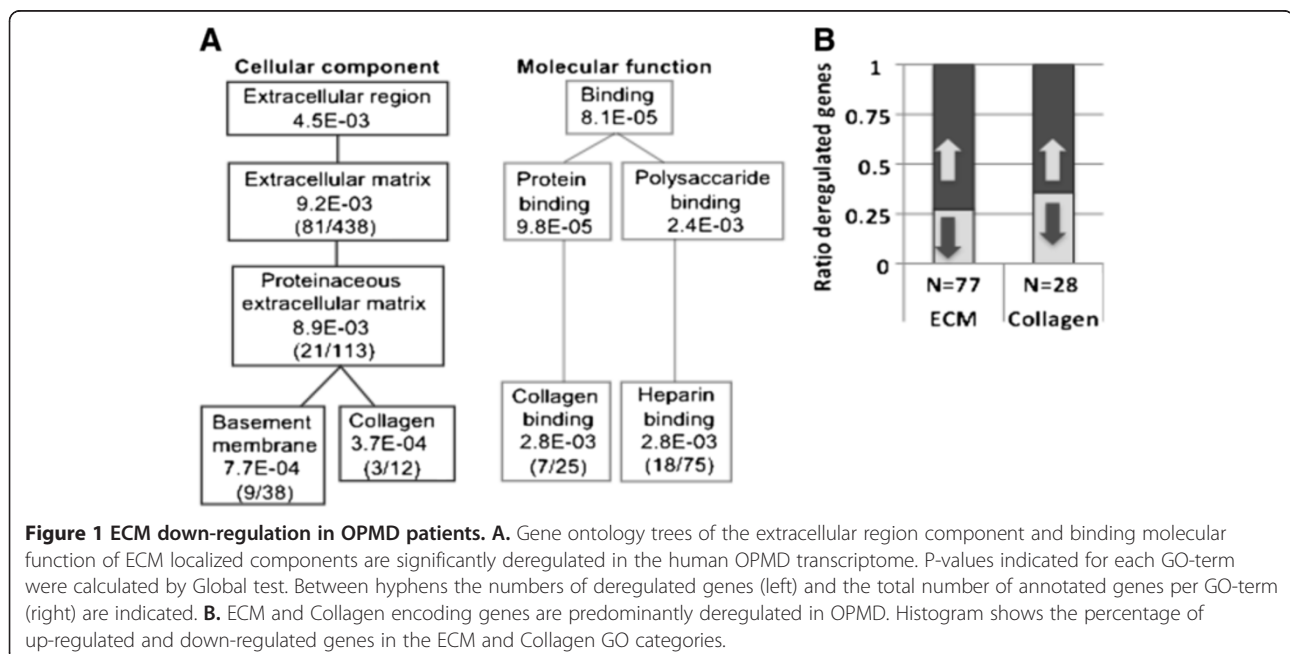 A
Cellular component
Extracellular region
4.5E-03
Extracellular matrix
9.2E-03
(81/438)
Proteinaceous
extracellular matrix
8.9E-03
(21/113)
Basement
membrane
7.7E-04
(9/38)
Collagen
3.7E-04
(3/12)
Molecular function
Binding
8.1E-05
Protein
binding
9.8E-05
Polysaccaride
binding
2.4E-03
Collagen
binding
2.8E-03
(7/25)
Heparin
binding
2.8E-03
(18/75)
B
Ratio deregulated genes
1
0.75
0.5
0.25
0
N=77
ECM
N=28
Collagen
Figure 1 ECM down-regulation in OPMD patients. A. Gene ontology trees of the extracellular region component and binding molecular
function of ECM localized components are significantly deregulated in the human OPMD transcriptome. P-values indicated for each GO-term
were calculated by Global test. Between hyphens the numbers of deregulated genes (left) and the total number of annotated genes per GO-term
(right) are indicated. B. ECM and Collagen encoding genes are predominantly deregulated in OPMD. Histogram shows the percentage of
up-regulated and down-regulated genes in the ECM and Collagen GO categories.